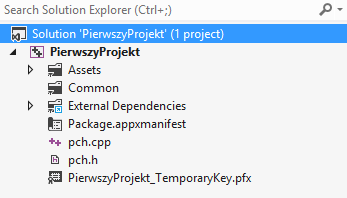 Search Solution Explorer (Ctrl+;)
Solution 'PierwszyProjekt' (1 project)
PierwszyProjekt
Assets
Common
External Dependencies
Package.appxmanifest
pch.cpp
pch.h
PierwszyProjekt_TemporaryKey.pfx